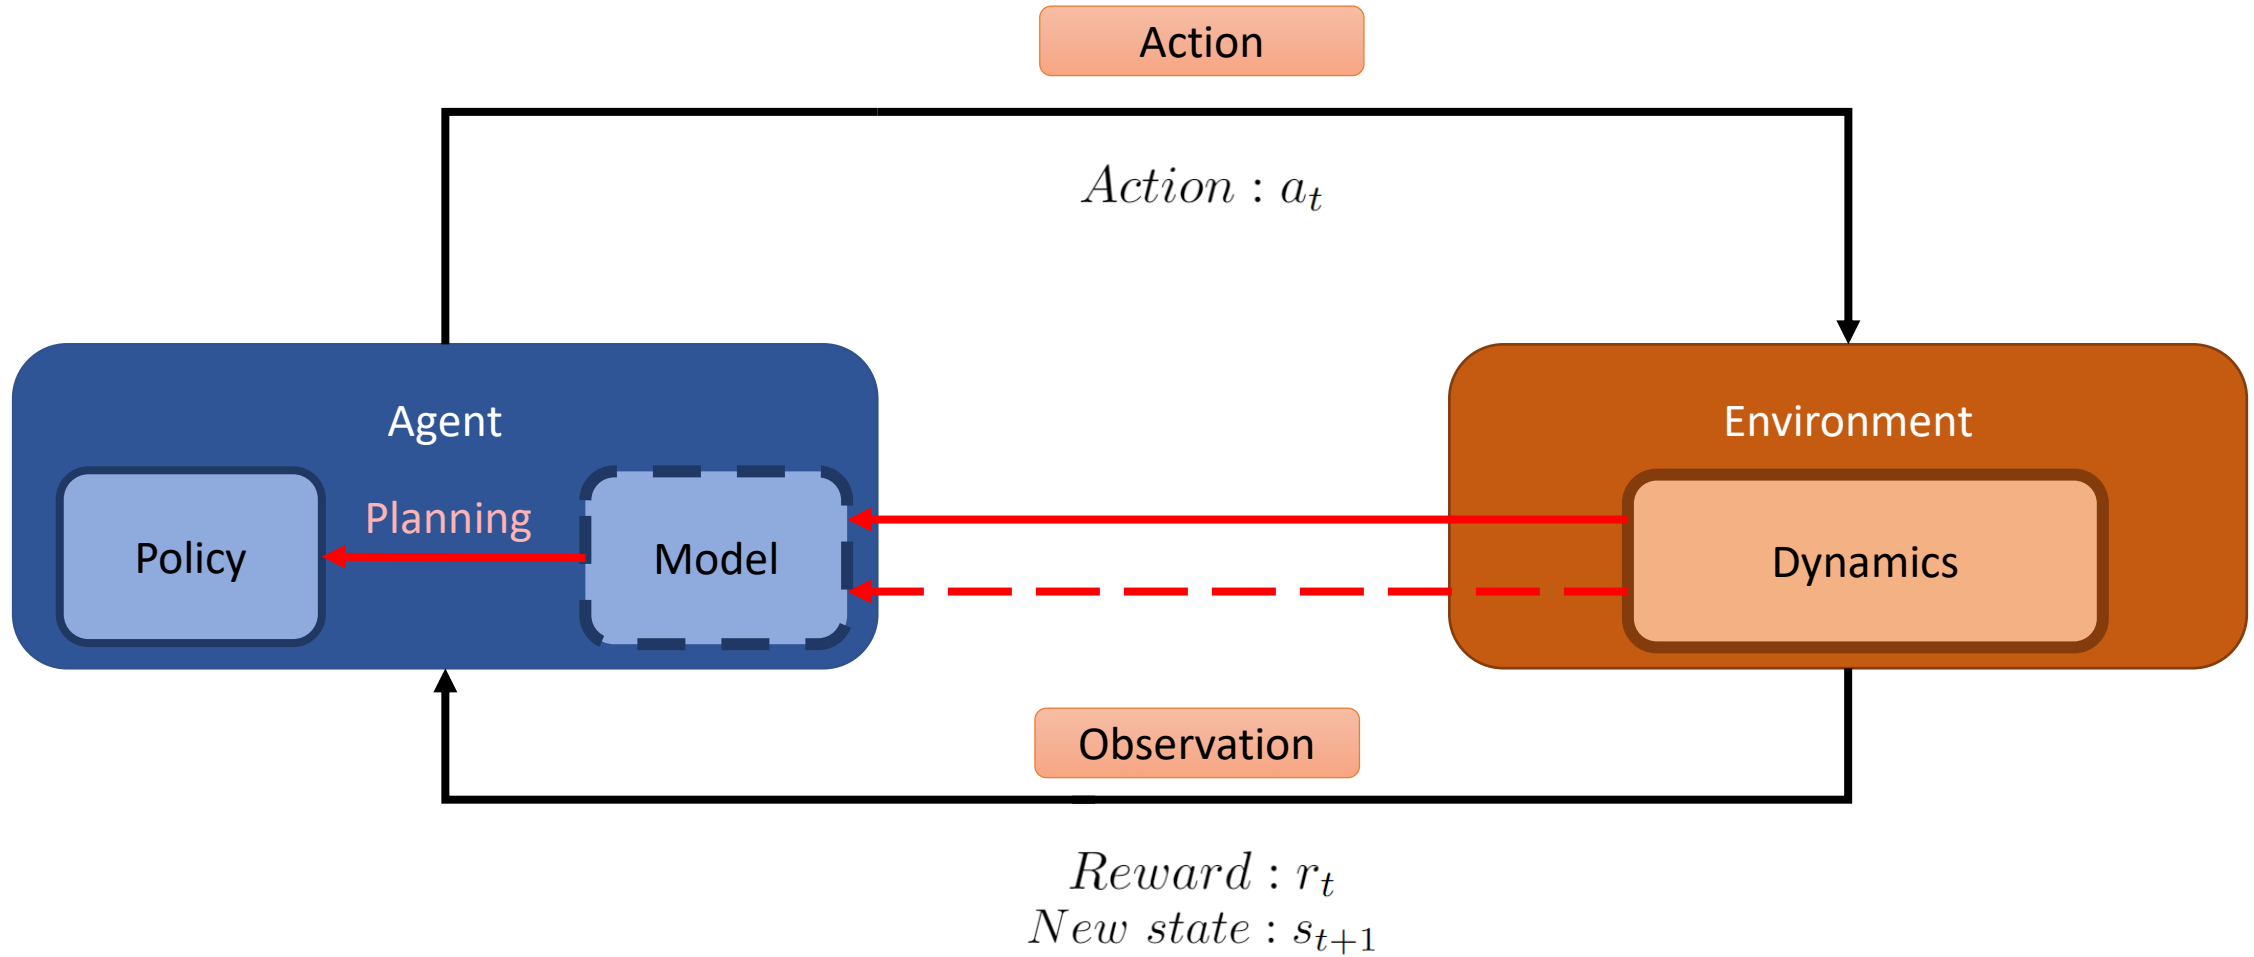 Action
Action : a_t
Agent
Environment
Planning
Policy
Model
Dynamics
Observation
Reward : r_t
New state : s_{t+1}